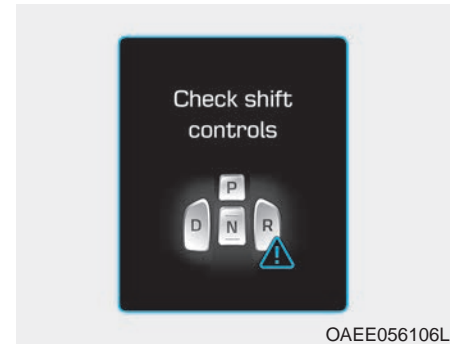 Check shift
controls
P
D N R
OAEE056106L